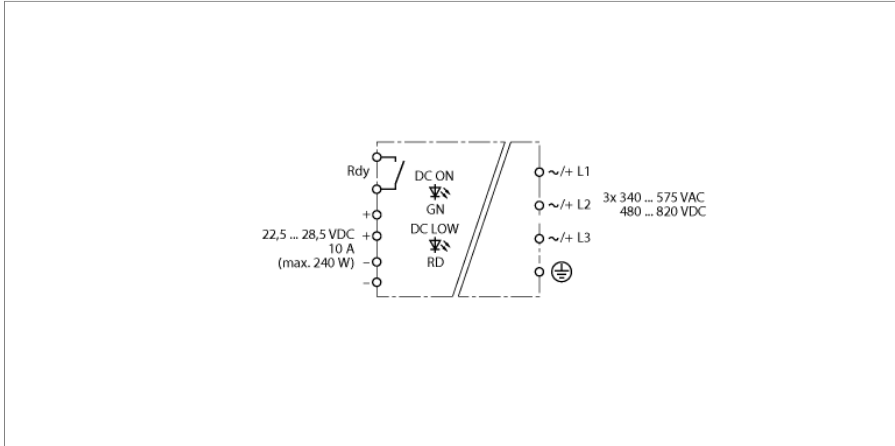 Rdy
DC ON
GN
DC LOW
RD
+
+
–
–
22,5 ... 28,5 VDC
10 A
(max. 240 W)
~/+ L1
~/+ L2
~/+ L3
3x 340 ... 575 VAC
480 ... 820 VDC